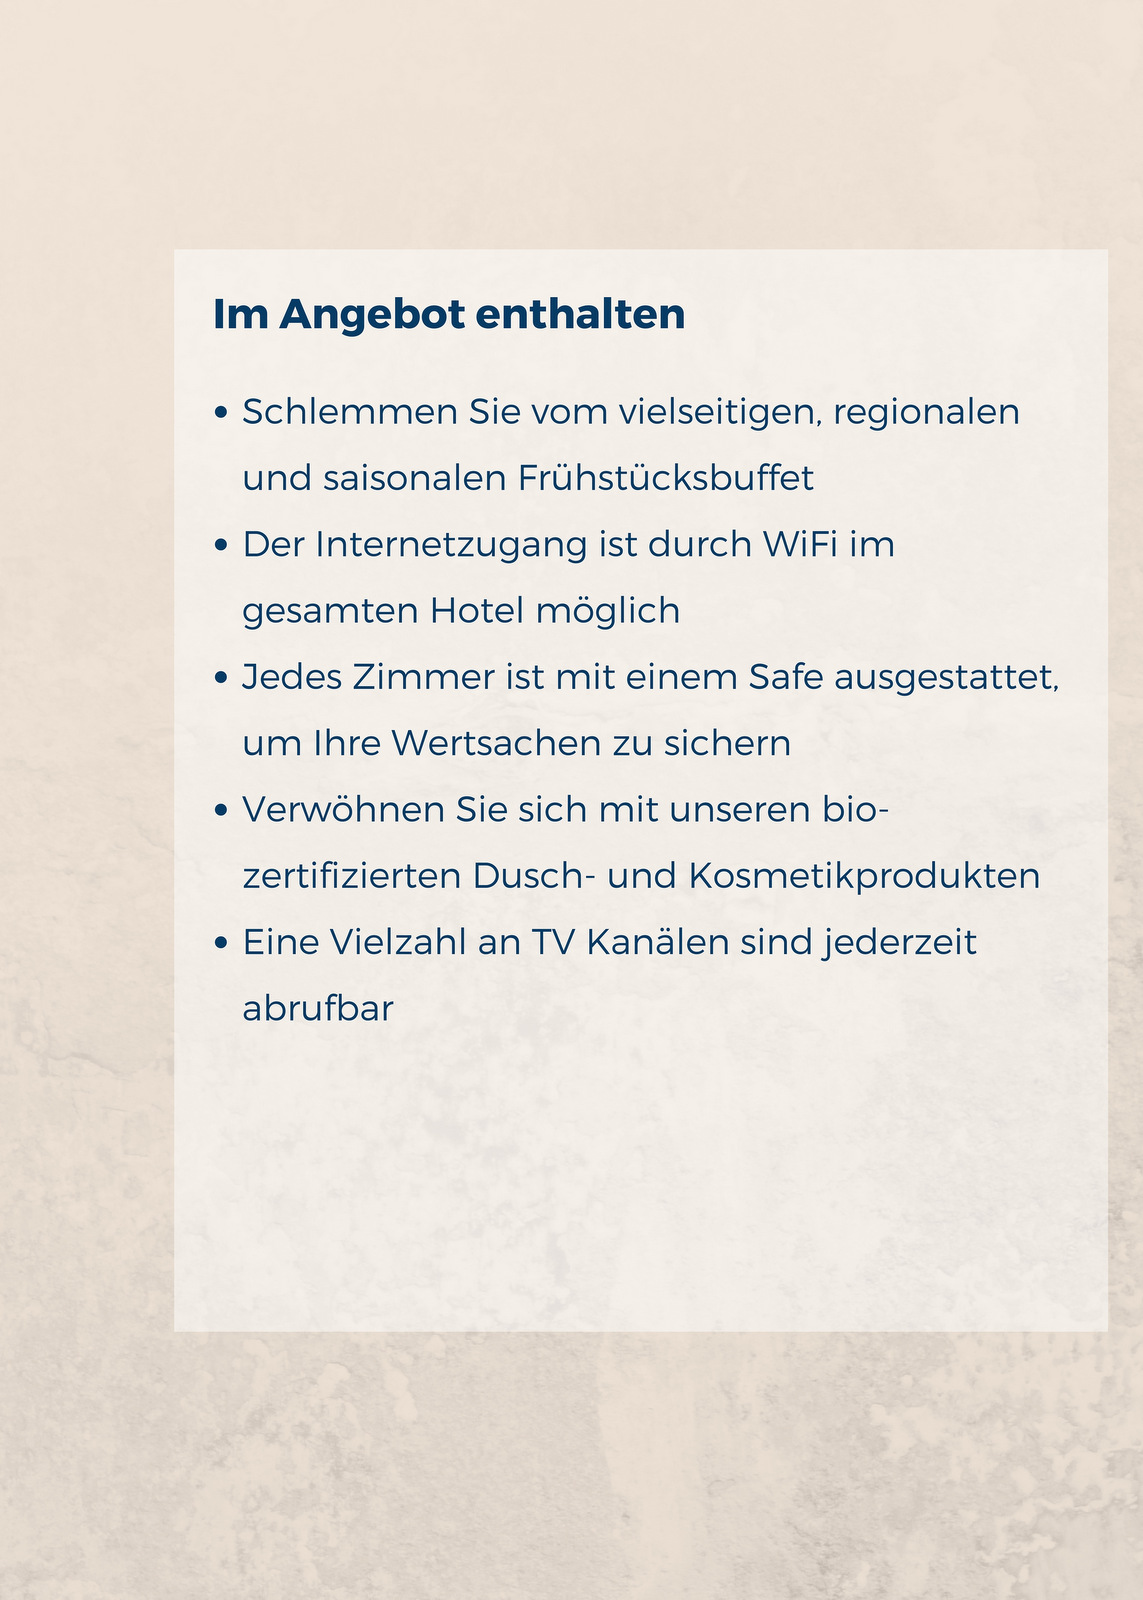 Im Angebot enthalten
• Schlemmen Sie vom vielseitigen, regionalen
und saisonalen Frühstücksbuffet
• Der Internetzugang ist durch WiFi im
gesamten Hotel möglich
• Jedes Zimmer ist mit einem Safe ausgestattet,
um Ihre Wertsachen zu sichern
• Verwöhnen Sie sich mit unseren bio-
zertifizierten Dusch- und Kosmetikprodukten
• Eine Vielzahl an TV Kanälen sind jederzeit
abrufbar